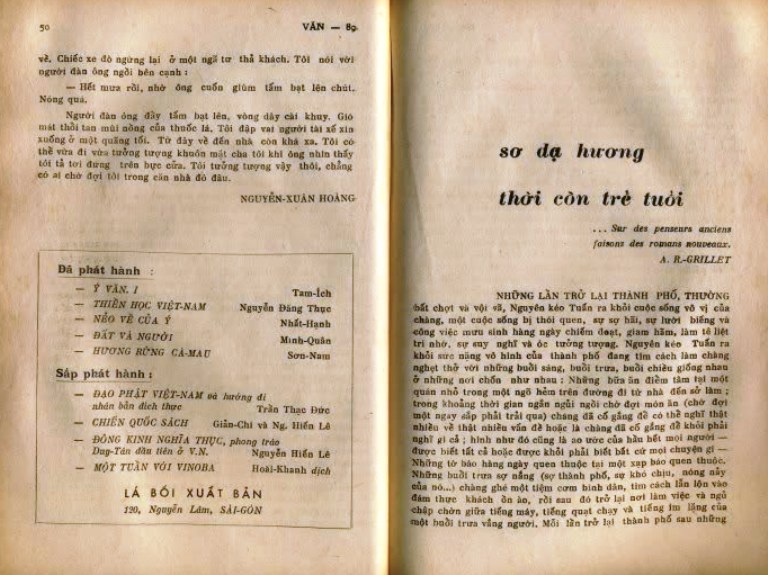 50
VĂN — 89.
vẻ. Chiếc xe đò ngừng lại ở một ngã tư thả khách. Tôi nói với
người đàn ông ngồi bên cạnh :
— Hết mưa rồi, nhờ ông cuốn giùm tấm bạt lên chút.
Nóng quá.
Người đàn ông đẩy tấm bạt lên, vòng dây cài khuy. Gió
mát thổi tan mùi nồng của thuốc lá. Tôi đập vai người tài xế xin
xuống ở một quãng tối. Từ đây về đến nhà còn khá xa. Tôi có
thể vừa đi vừa tưởng tượng khuôn mặt cha tôi khi ông nhìn thấy
tôi tả tơi đứng trên bực cửa. Tôi tưởng tượng vậy thôi, chẳng
có ai chờ đợi tôi trong căn nhà đó đâu.
NGUYỄN-XUÂN HOÀNG
Đã phát hành :
— Ý VĂN. I Tam-Ích
— THIỀN HỌC VIỆT-NAM Nguyễn Đăng Thục
— NẺO VỀ CỦA Ý Nhất-Hạnh
— ĐẤT VÀ NGƯỜI Minh-Quân
— HƯƠNG RỪNG CÀ-MAU Sơn-Nam
Sắp phát hành :
— ĐẠO PHẬT VIỆT-NAM và hướng đi
nhân bản đích thực Trần Thạc Đức
— CHIẾN QUỐC SÁCH Giản-Chi và Ng. Hiến Lê
— ĐÔNG KINH NGHĨA THỤC, phong trào
Duy-Tân đầu tiên ở V.N. Nguyễn Hiến Lê
— MỘT TUẦN VỚI VINOBA Hoài-Khanh dịch
LÁ BỐI XUẤT BẢN
120, Nguyễn Lâm, SÀI-GÒN
sơ dạ hương
thời còn trẻ tuổi
... Sur des penseurs anciens
faisons des romans nouveaux.
A. R.-GRILLET
NHỮNG LẦN TRỞ LẠI THÀNH PHỐ, THƯỜNG
bất chợt và vội vã, Nguyên kéo Tuấn ra khỏi cuộc sống vô vị của
chàng, một cuộc sống bị thói quen, sự sợ hãi, sự lười biếng và
công việc mưu sinh hàng ngày chiếm đoạt, giam hãm, làm tê liệt
trí nhớ, sự suy nghĩ và óc tưởng tượng. Nguyên kéo Tuấn ra
khỏi sức nặng vô hình của thành phố đang tìm cách làm chàng
nghẹt thở với những buổi sáng, buổi trưa, buổi chiều giống nhau
ở những nơi chốn như nhau : Những bữa ăn điểm tâm tại một
quán nhỏ trong một ngõ hẻm trên đường đi từ nhà đến sở làm ;
trong khoảng thời gian ngắn ngủi ngồi chờ đợi món ăn (chờ đợi
một ngày sắp phải trải qua) chàng đã cố gắng để có thể nghĩ thật
nhiều về thật nhiều vấn đề hoặc là chàng đã cố gắng để khỏi phải
nghĩ gì cả ; hình như đó cũng là ao ước của hầu hết mọi người —
được biết tất cả hoặc được khỏi phải biết bất cứ mọi chuyện gì —
Những tờ báo hàng ngày quen thuộc tại một xạp báo quen thuộc.
Những buổi trưa sợ nắng (sợ thành phố, sự khó chịu, nóng nảy
của nó...) chàng ghé một tiệm cơm bình dân, tìm cách lẩn lộn vào
đám thực khách ồn ào, rồi sau đó trở lại nơi làm việc và ngủ
chập chờn giữa tiếng máy, tiếng quạt chạy và tiếng im lặng của
một buổi trưa vắng người. Mỗi lần trở lại thành phố sau những